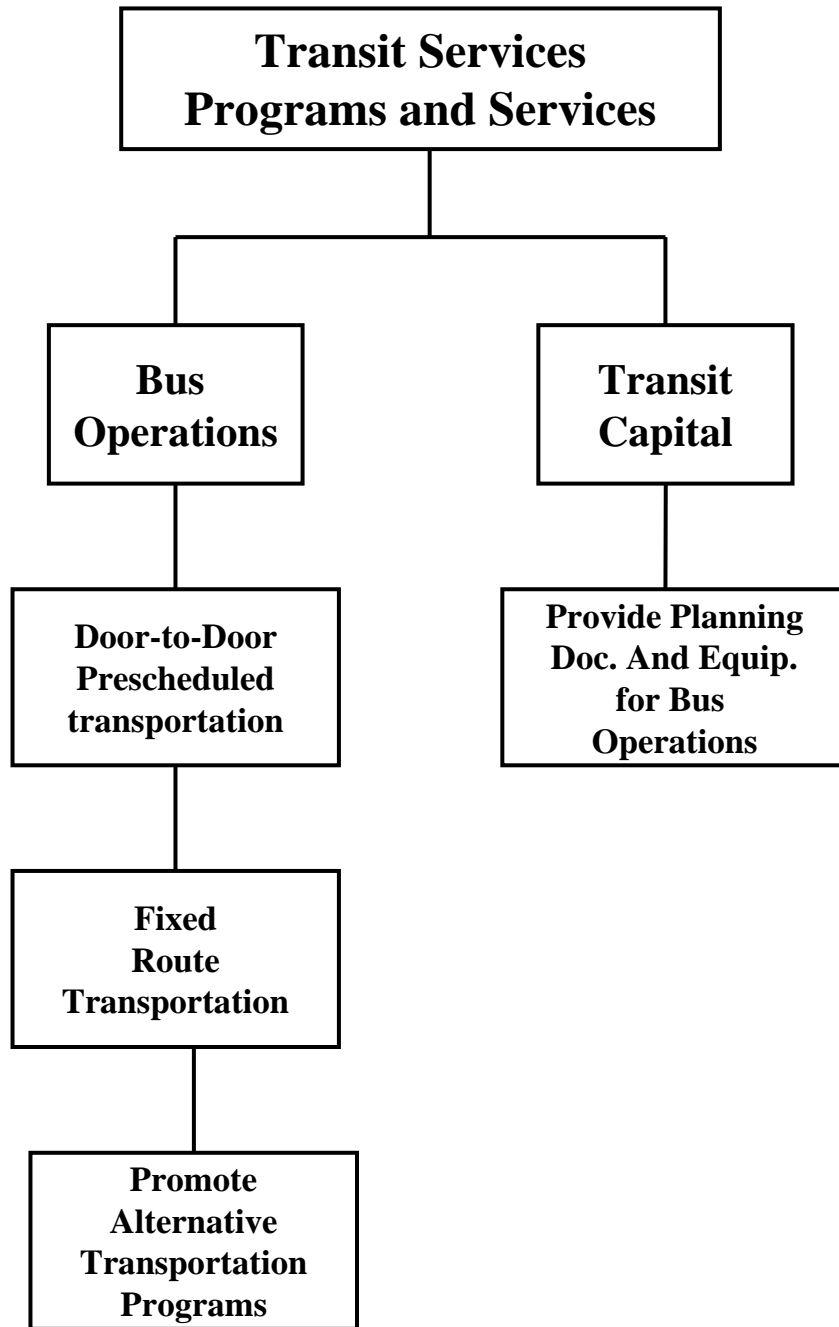 Transit Services
Programs and Services
Bus
Operations
Transit
Capital
Door-to-Door
Prescheduled
transportation
Provide Planning
Doc. And Equip.
for Bus
Operations
Fixed
Route
Transportation
Promote
Alternative
Transportation
Programs